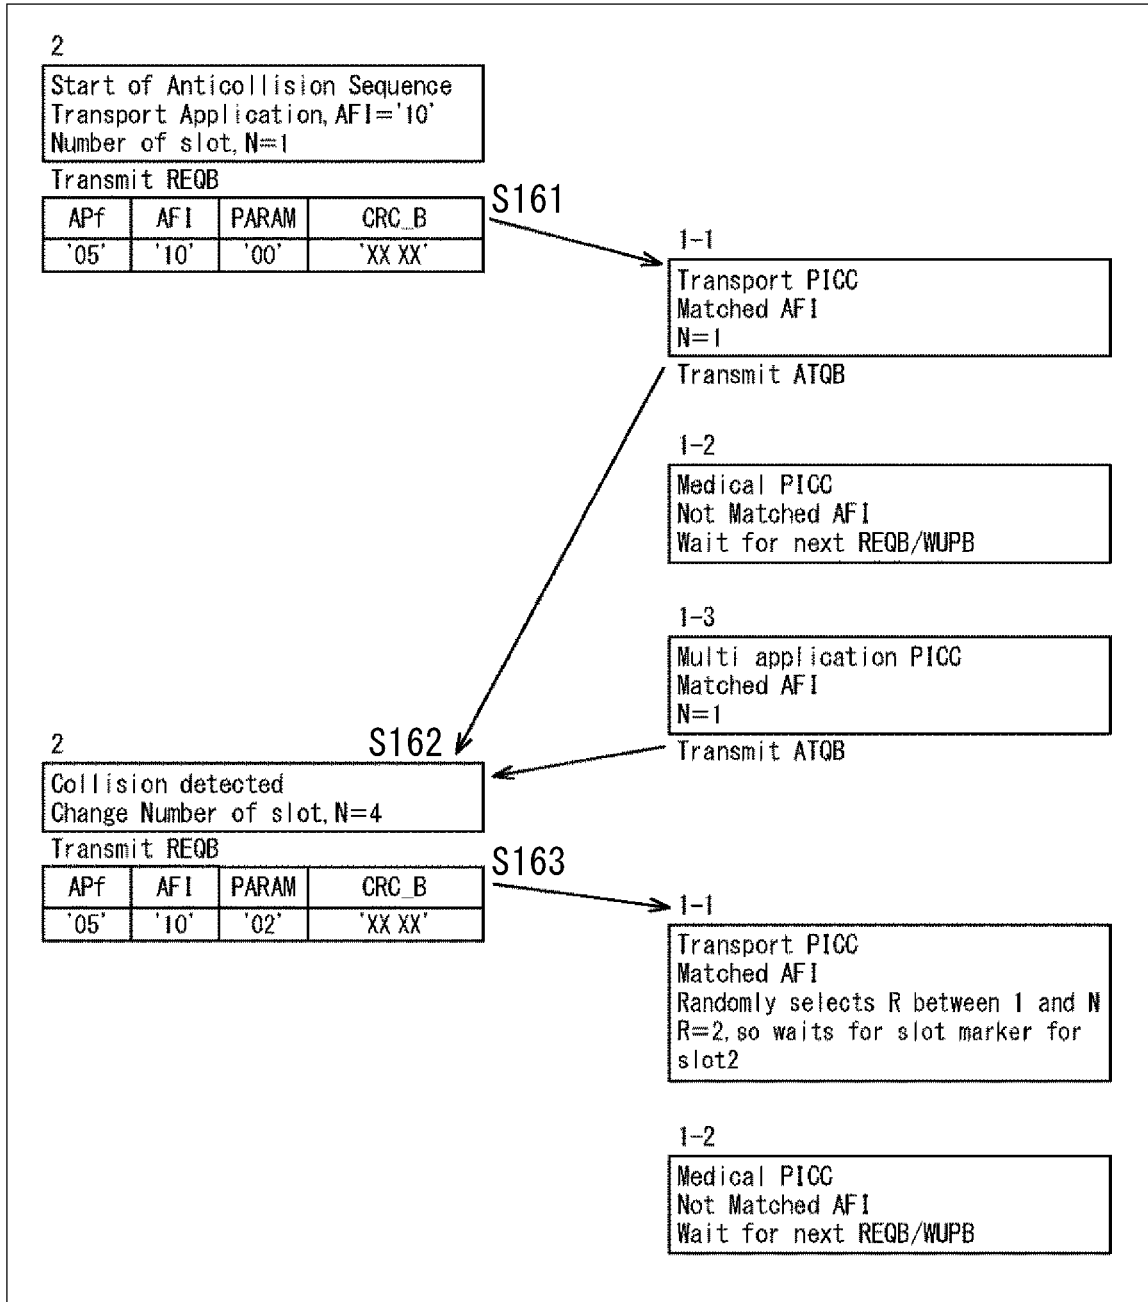 2
Start of Anticollision Sequence
Transport Application, AFI='10'
Number of slot, N=1
Transmit REQB
APf AFI PARAM CRC_B
'05' '10' '00' 'XX XX'
S161
1-1
Transport PICC
Matched AFI
N=1
Transmit ATQB
1-2
Medical PICC
Not Matched AFI
Wait for next REQB/WUPB
1-3
Multi application PICC
Matched AFI
N=1
Transmit ATQB
2
S162
Collision detected
Change Number of slot, N=4
Transmit REQB
APf AFI PARAM CRC_B
'05' '10' '02' 'XX XX'
S163
1-1
Transport PICC
Matched AFI
Randomly selects R between 1 and N
R=2, so waits for slot marker for
slot2
1-2
Medical PICC
Not Matched AFI
Wait for next REQB/WUPB